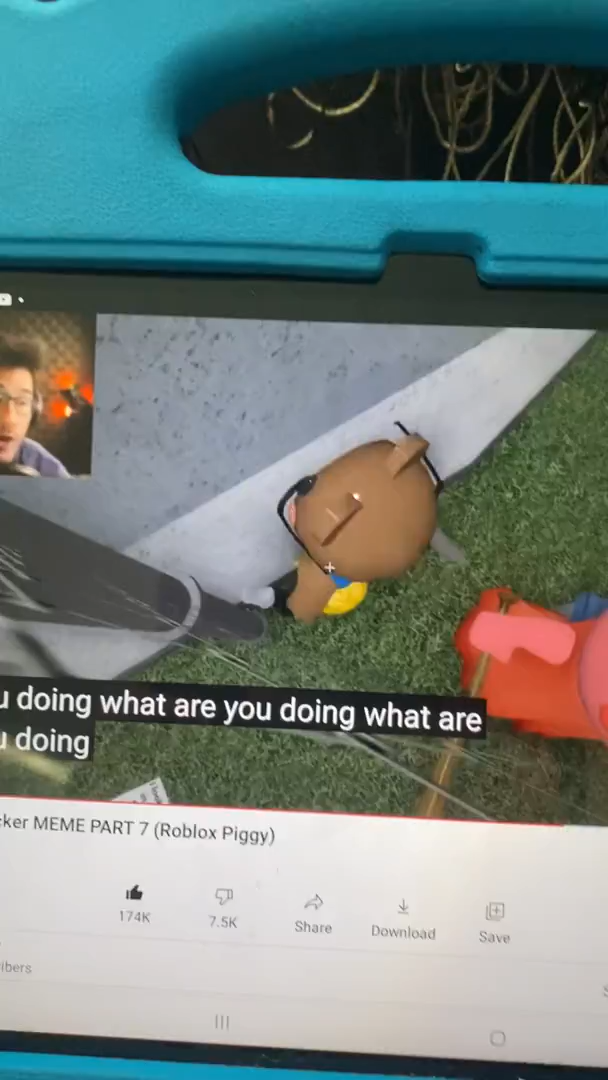 u doing what are you doing what are
u doing
cker MEME PART 7 (Roblox Piggy)
174K
7.5K
Share
Download
Save
ibers